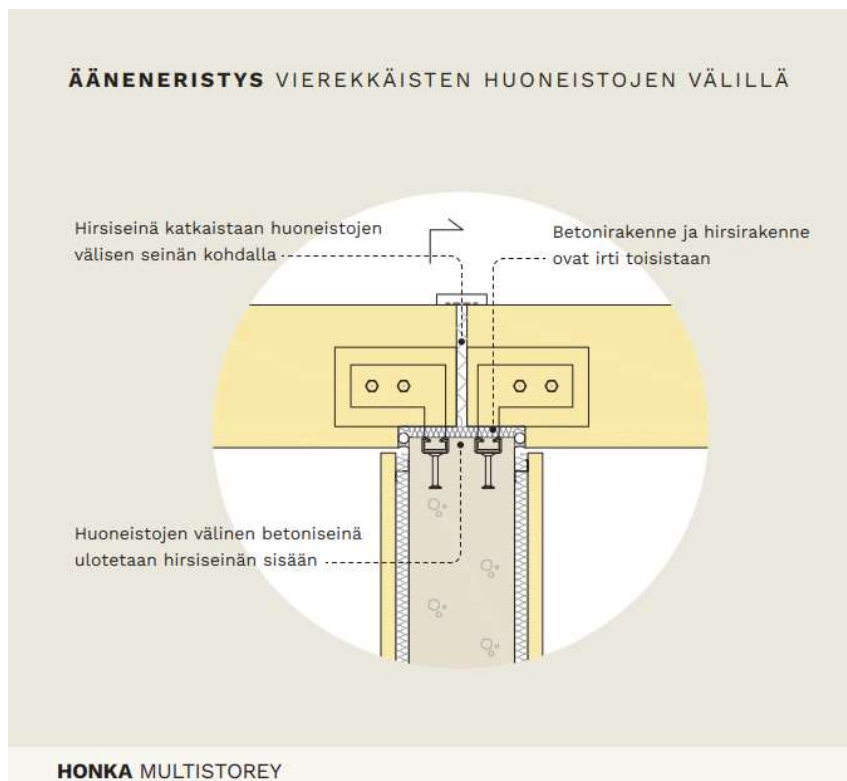 ÄÄNENERISTYS VIEREKKÄISTEN HUONEISTOJEN VÄLILLÄ
Hirsiseinä katkaistaan huoneistojen
välisen seinän kohdalla
Betonirakenne ja hirsirakenne
ovat irti toisistaan
Huoneistojen välinen betoniseinä
ulotetaan hirsiseinän sisään
HONKA MULTISTOREY